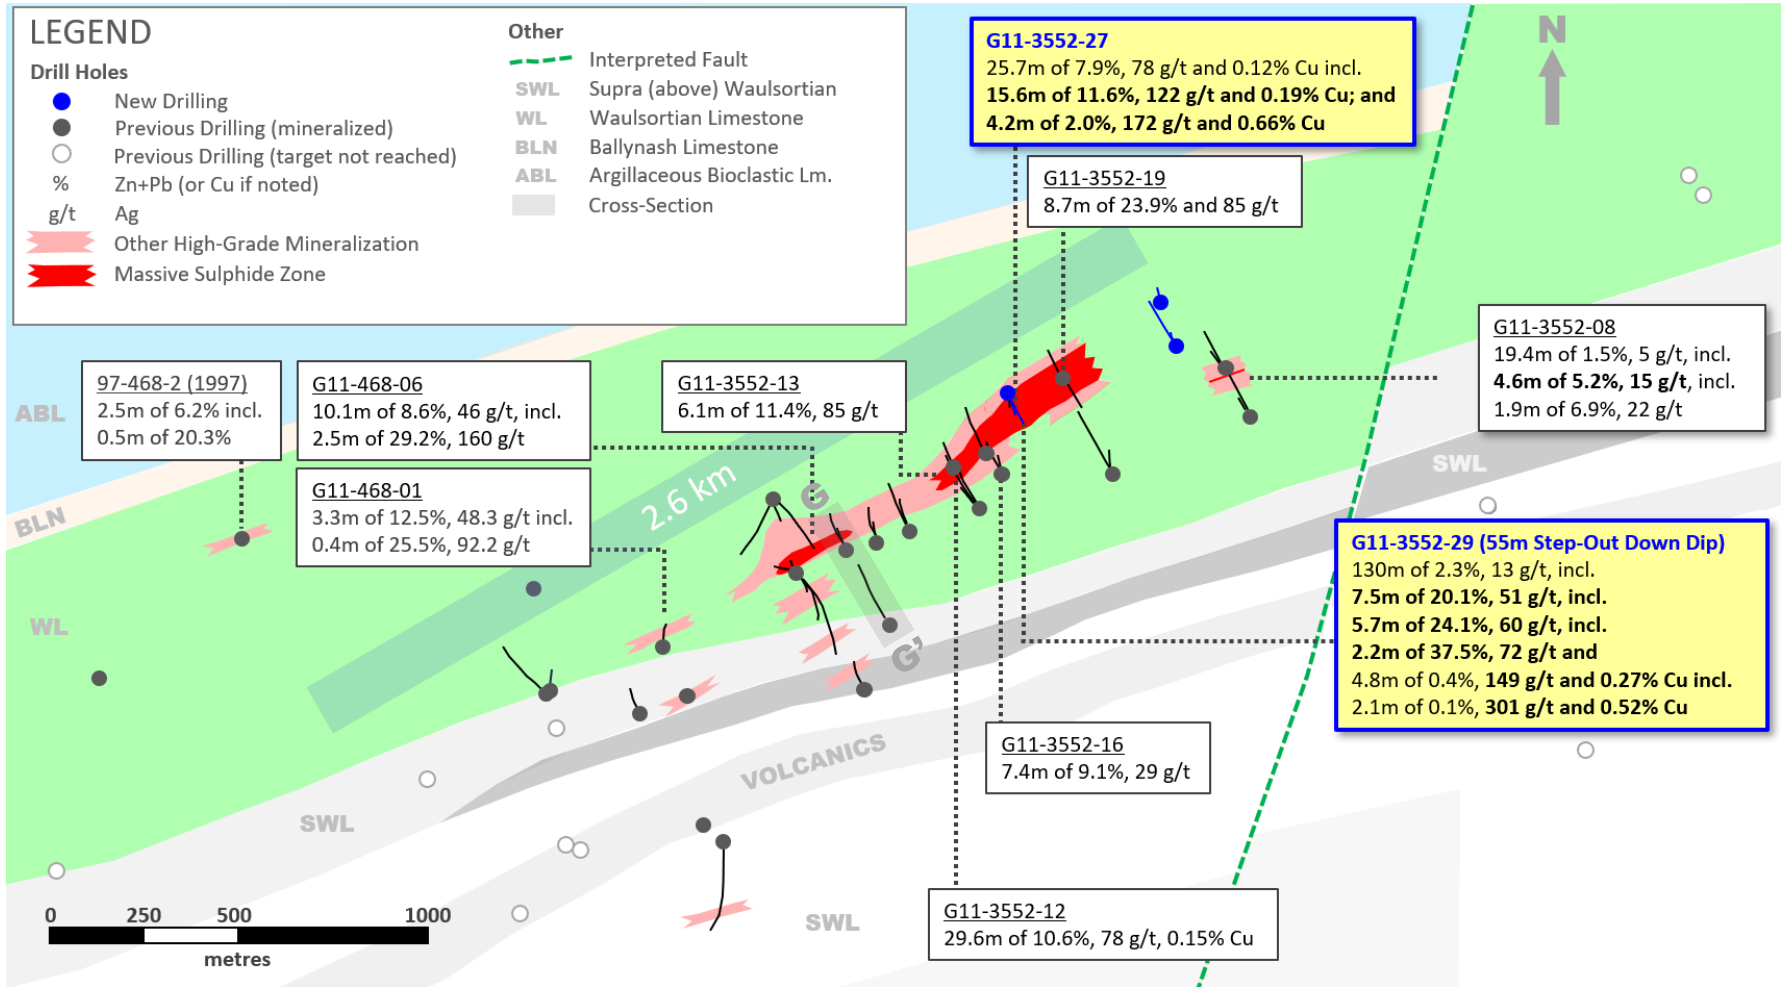 LEGEND
Drill Holes
New Drilling
Previous Drilling (mineralized)
Previous Drilling (target not reached)
% Zn+Pb (or Cu if noted)
g/t Ag
Other High-Grade Mineralization
Massive Sulphide Zone
Other
Interpreted Fault
SWL Supra (above) Waulsortian
WL Waulsortian Limestone
BLN Ballynash Limestone
ABL Argillaceous Bioclastic Lm.
Cross-Section
G11-3552-27
25.7m of 7.9%, 78 g/t and 0.12% Cu incl.
15.6m of 11.6%, 122 g/t and 0.19% Cu; and
4.2m of 2.0%, 172 g/t and 0.66% Cu
N
G11-3552-19
8.7m of 23.9% and 85 g/t
G11-3552-08
19.4m of 1.5%, 5 g/t, incl.
4.6m of 5.2%, 15 g/t, incl.
1.9m of 6.9%, 22 g/t
97-468-2 (1997)
2.5m of 6.2% incl.
0.5m of 20.3%
G11-468-06
10.1m of 8.6%, 46 g/t, incl.
2.5m of 29.2%, 160 g/t
G11-3552-13
6.1m of 11.4%, 85 g/t
ABL
G11-468-01
3.3m of 12.5%, 48.3 g/t incl.
0.4m of 25.5%, 92.2 g/t
2.6 km
G
G'
SWL
BLN
WL
G11-3552-29 (55m Step-Out Down Dip)
130m of 2.3%, 13 g/t, incl.
7.5m of 20.1%, 51 g/t, incl.
5.7m of 24.1%, 60 g/t, incl.
2.2m of 37.5%, 72 g/t and
4.8m of 0.4%, 149 g/t and 0.27% Cu incl.
2.1m of 0.1%, 301 g/t and 0.52% Cu
G11-3552-16
7.4m of 9.1%, 29 g/t
VOLCANICS
SWL
G11-3552-12
29.6m of 10.6%, 78 g/t, 0.15% Cu
SWL
0 250 500 1000
metres